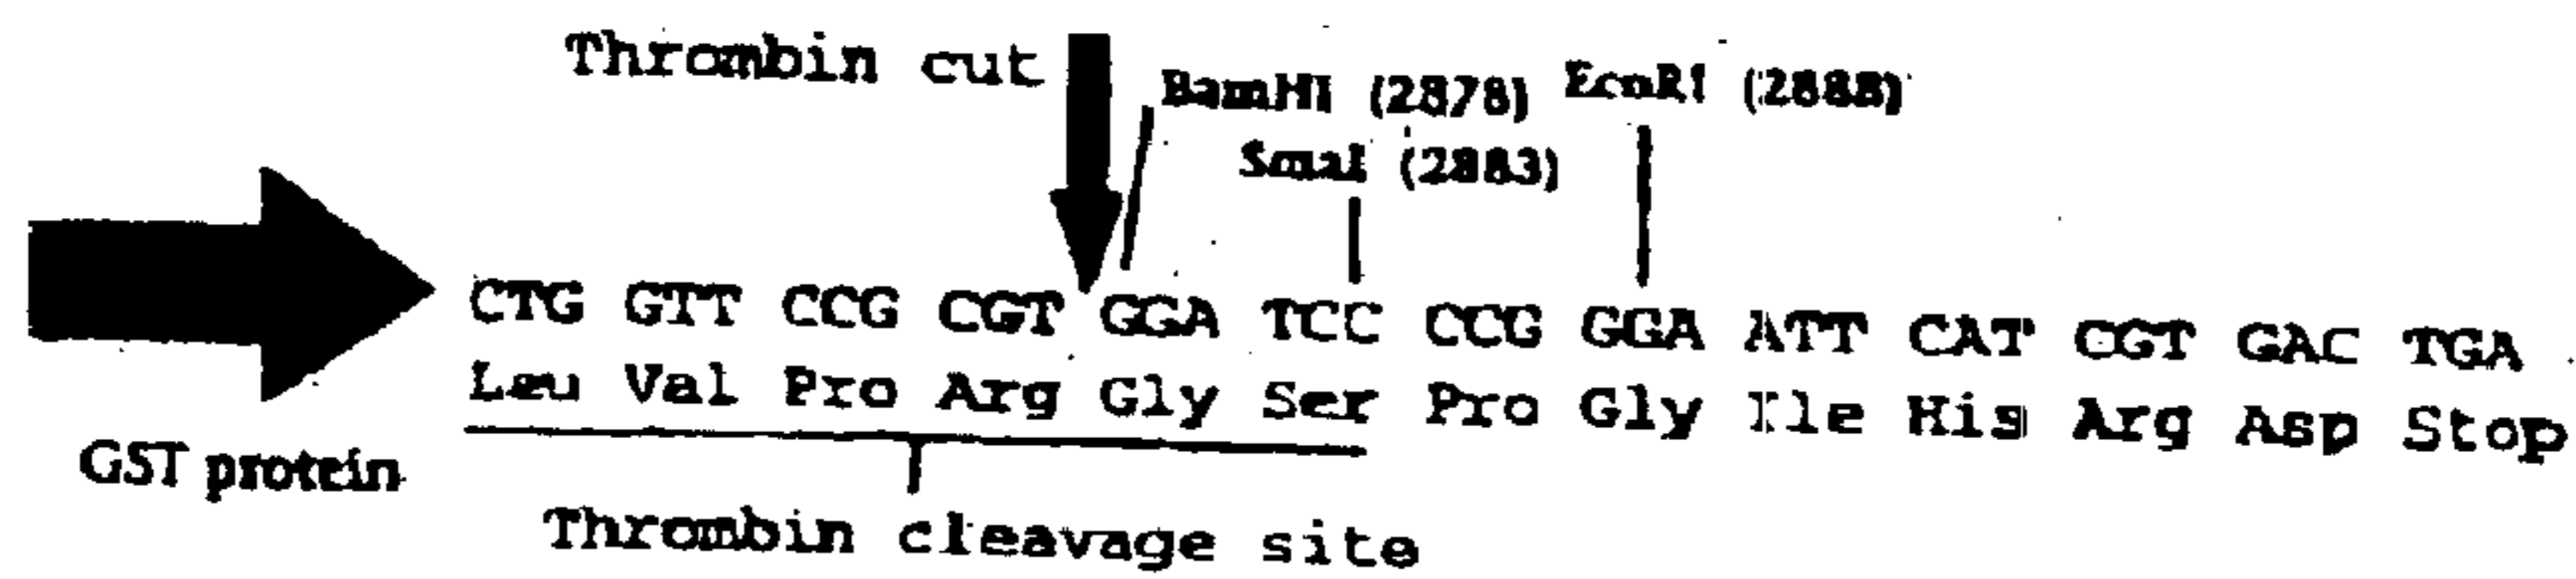 Thrombin cut
BamHI (2878) EcoRI (2888)
SmaI (2883)
CTG GTT CCG CGT GGA TCC CCG GGA ATT CAT CGT GAC TGA
Leu Val Pro Arg Gly Ser Pro Gly Ile His Arg Asp Stop
GST protein
Thrombin cleavage site